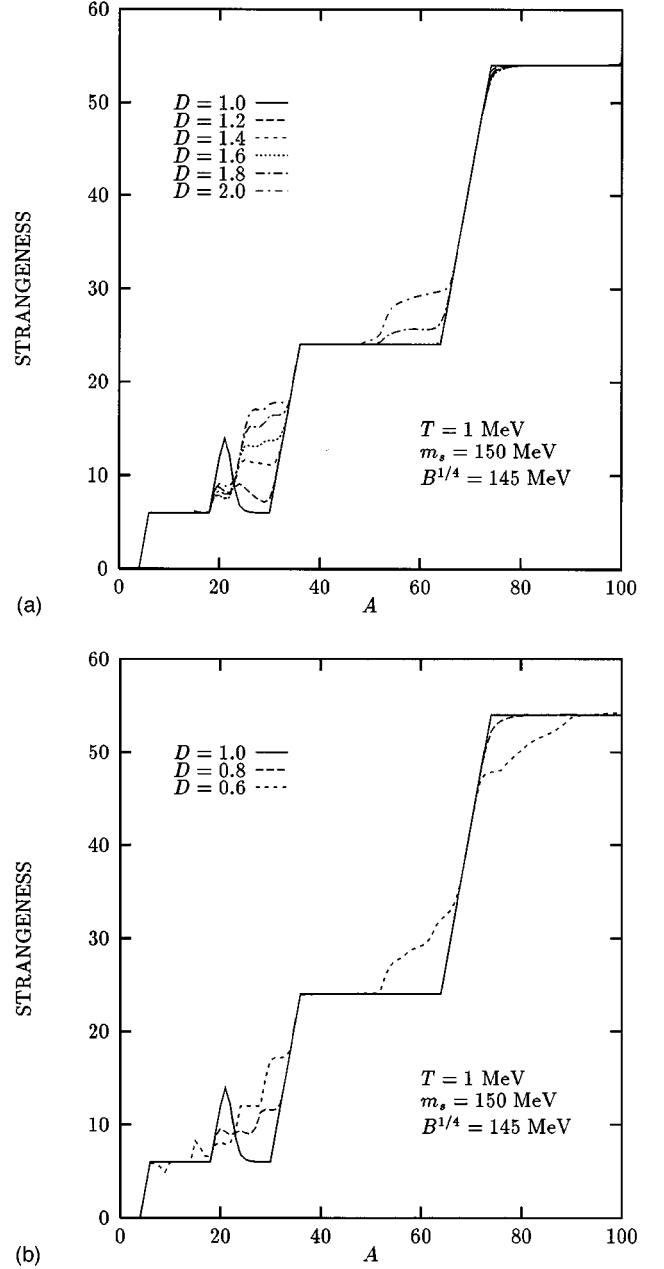 60
50
40
30
20
10
0
STRANGENESS
D = 1.0
D = 1.2
D = 1.4
D = 1.6
D = 1.8
D = 2.0
T = 1 MeV
m_s = 150 MeV
B^{1/4} = 145 MeV
0 20 40 60 80 100
(a) A
60
50
40
30
20
10
0
STRANGENESS
D = 1.0
D = 0.8
D = 0.6
T = 1 MeV
m_s = 150 MeV
B^{1/4} = 145 MeV
0 20 40 60 80 100
(b) A